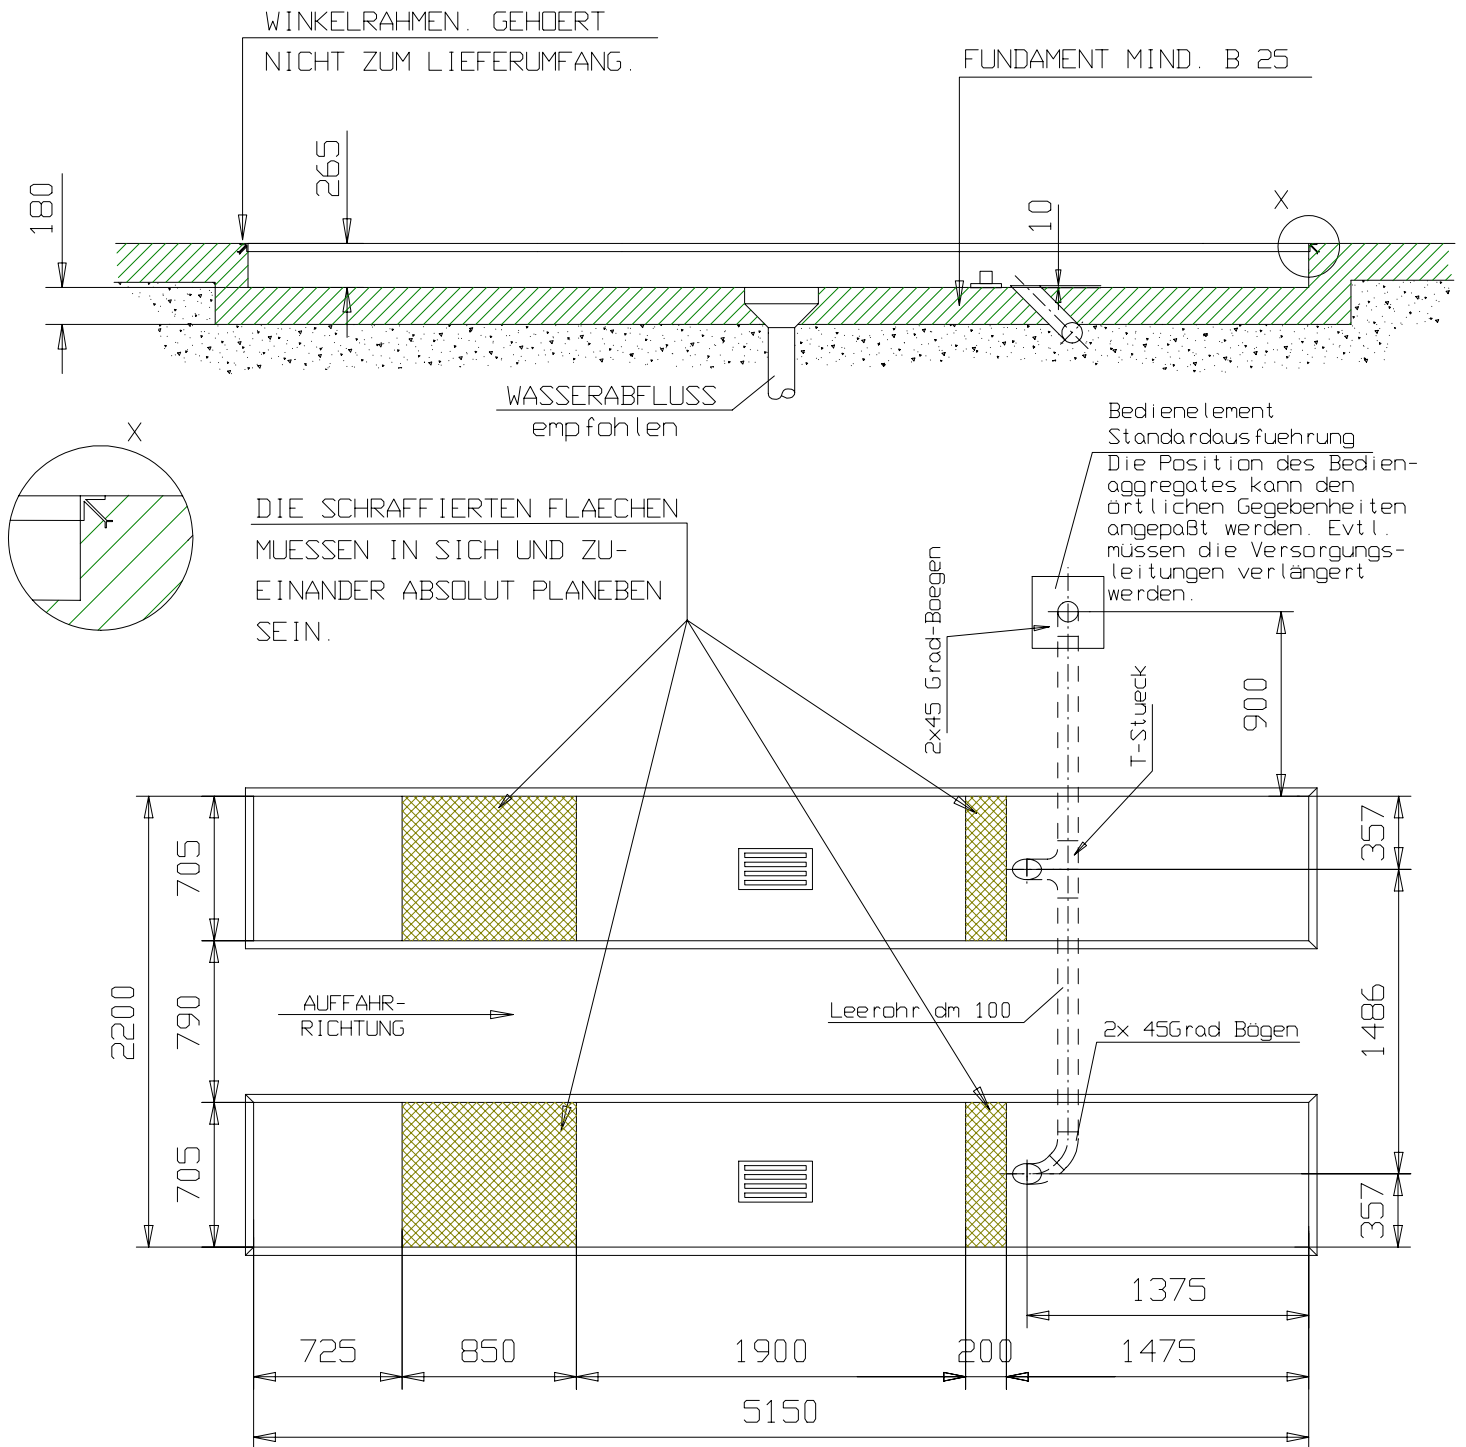 WINKELRAHMEN. GEHOERT
NICHT ZUM LIEFERUMFANG.
FUNDAMENT MIND. B 25
265
180
10
X
WASSERABFLUSS
empfohlen
X
DIE SCHRAFFIERTEN FLAECHEN
MUESSEN IN SICH UND ZU-
EINANDER ABSOLUT PLANEBEN
SEIN.
Bedienelement
Standardausfuehrung
Die Position des Bedien-
aggregates kann den
örtlichen Gegebenheiten
angepaßt werden. Evtl.
müssen die Versorgungs-
leitungen verlängert
werden.
2x45 Grad-Boegen
T-Stueck
900
705
357
2200
790
AUFFAHR-
RICHTUNG
Leerohr dm 100
1486
2x 45Grad Bögen
705
357
1375
725
850
1900
200
1475
5150